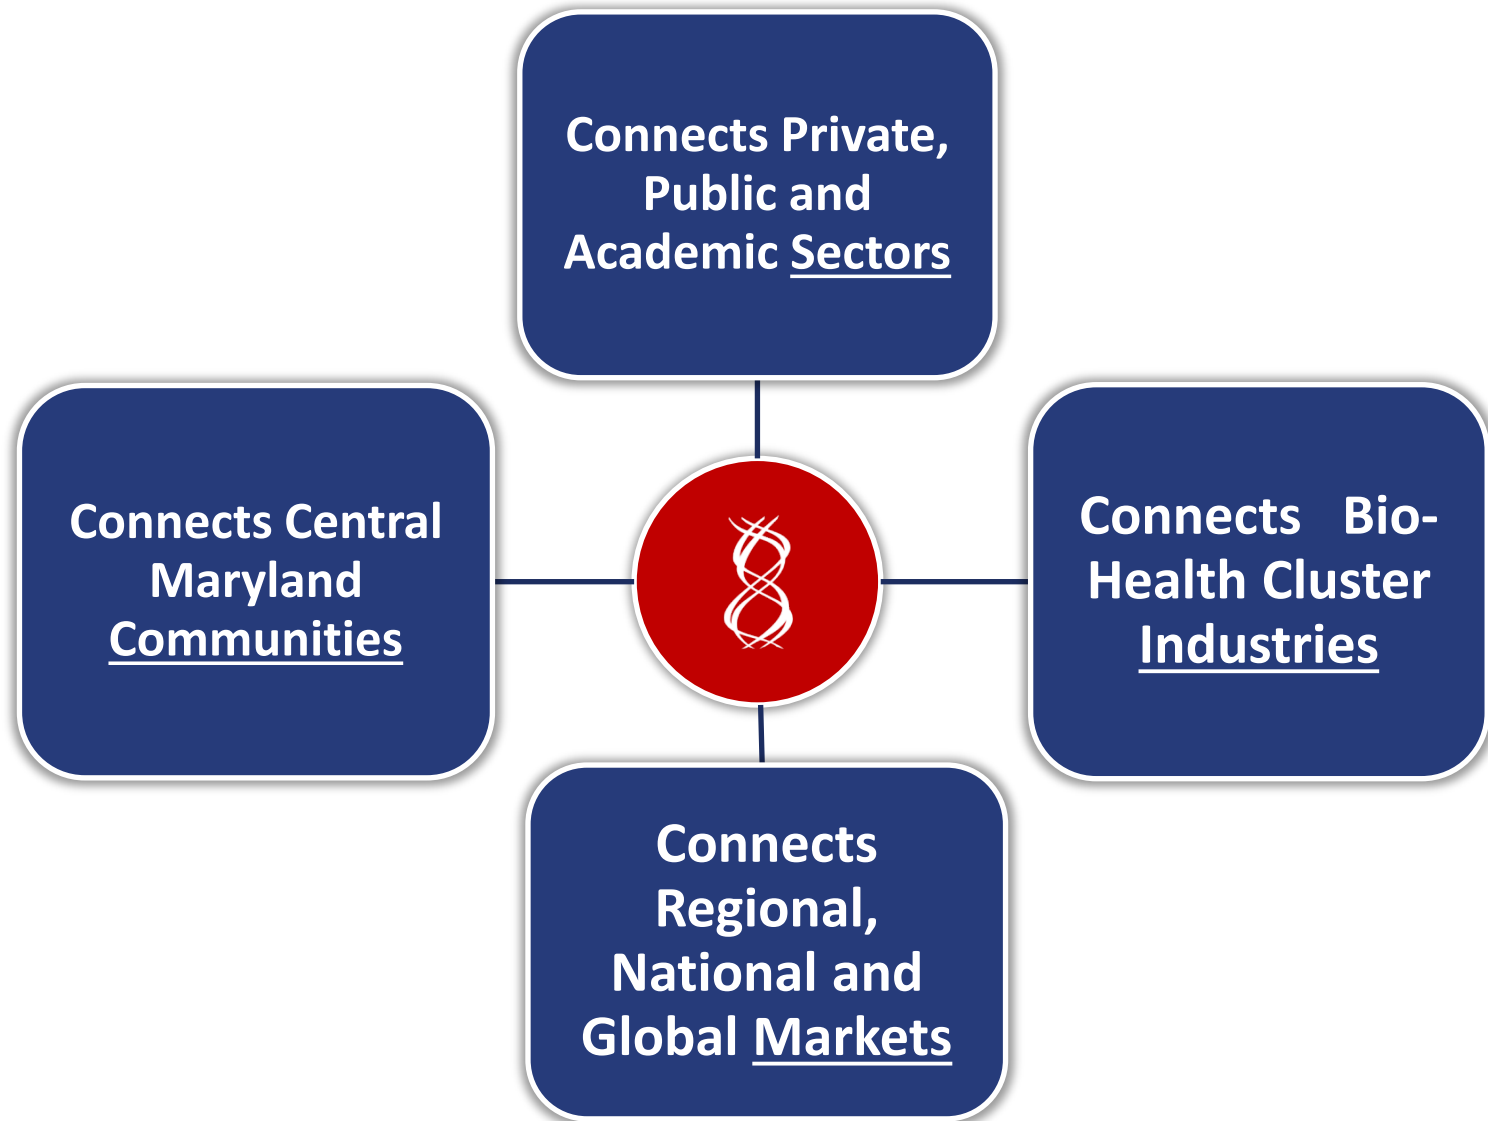 Connects Private,
Public and
Academic Sectors
Connects Central
Maryland
Communities
Connects Bio-
Health Cluster
Industries
Connects
Regional,
National and
Global Markets